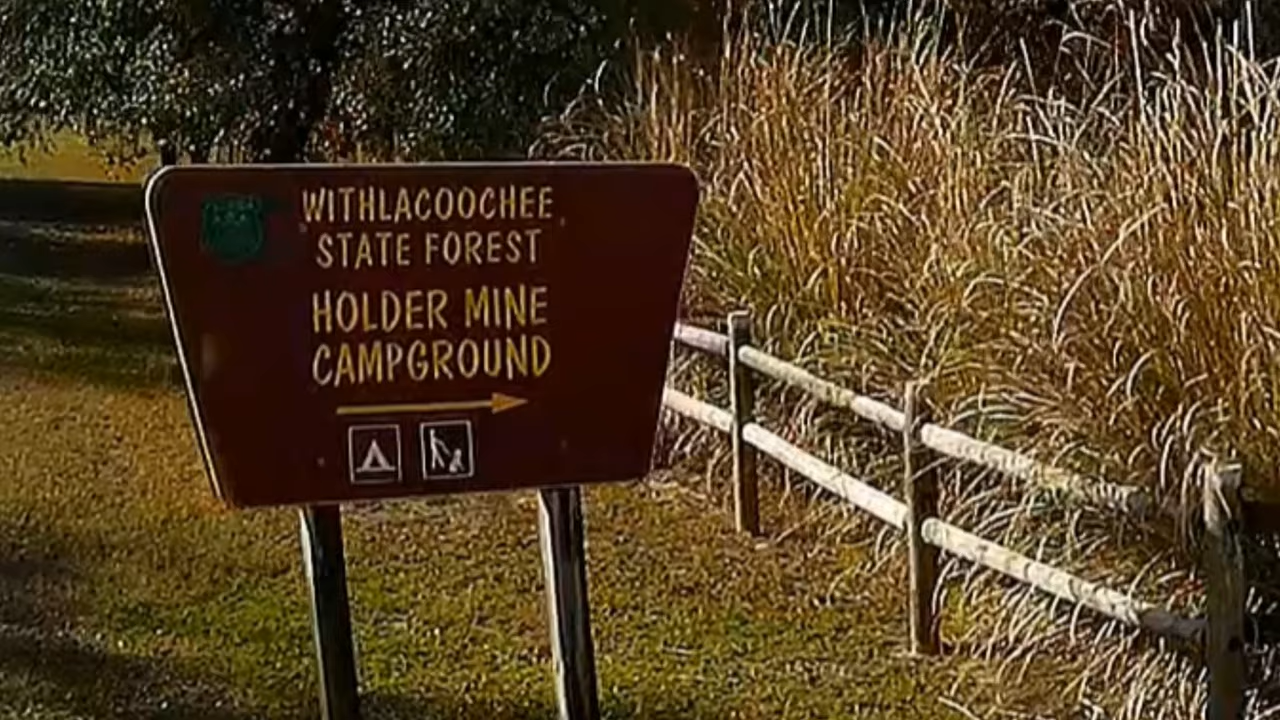 WITHLACOOCHEE
STATE FOREST
HOLDER MINE
CAMPGROUND